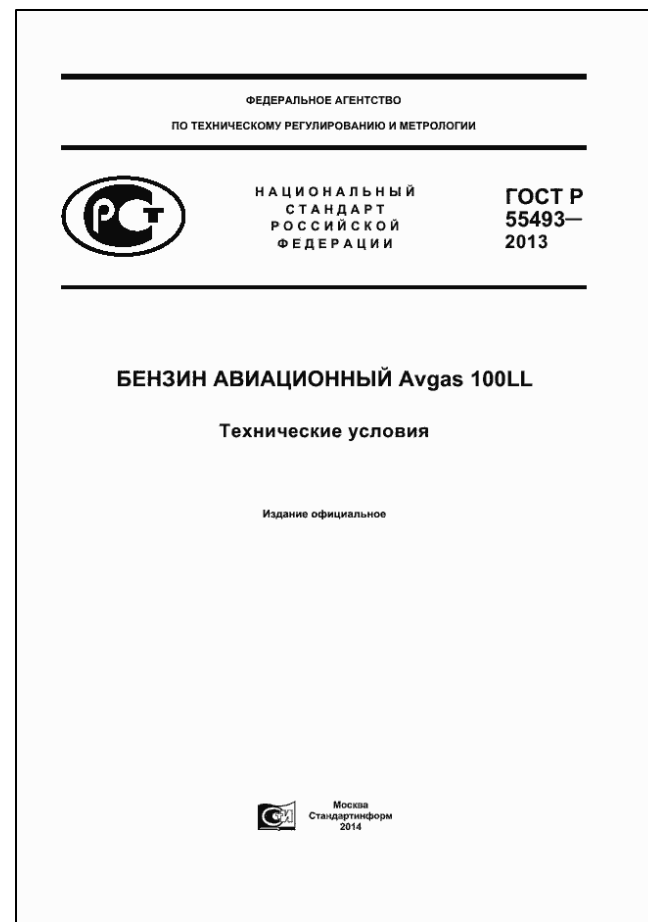 ФЕДЕРАЛЬНОЕ АГЕНТСТВО
ПО ТЕХНИЧЕСКОМУ РЕГУЛИРОВАНИЮ И МЕТРОЛОГИИ
РСТ
НАЦИОНАЛЬНЫЙ
СТАНДАРТ
РОССИЙСКОЙ
ФЕДЕРАЦИИ
ГОСТ Р
55493—
2013
БЕНЗИН АВИАЦИОННЫЙ Avgas 100LL
Технические условия
Издание официальное
Москва
Стандартинформ
2014